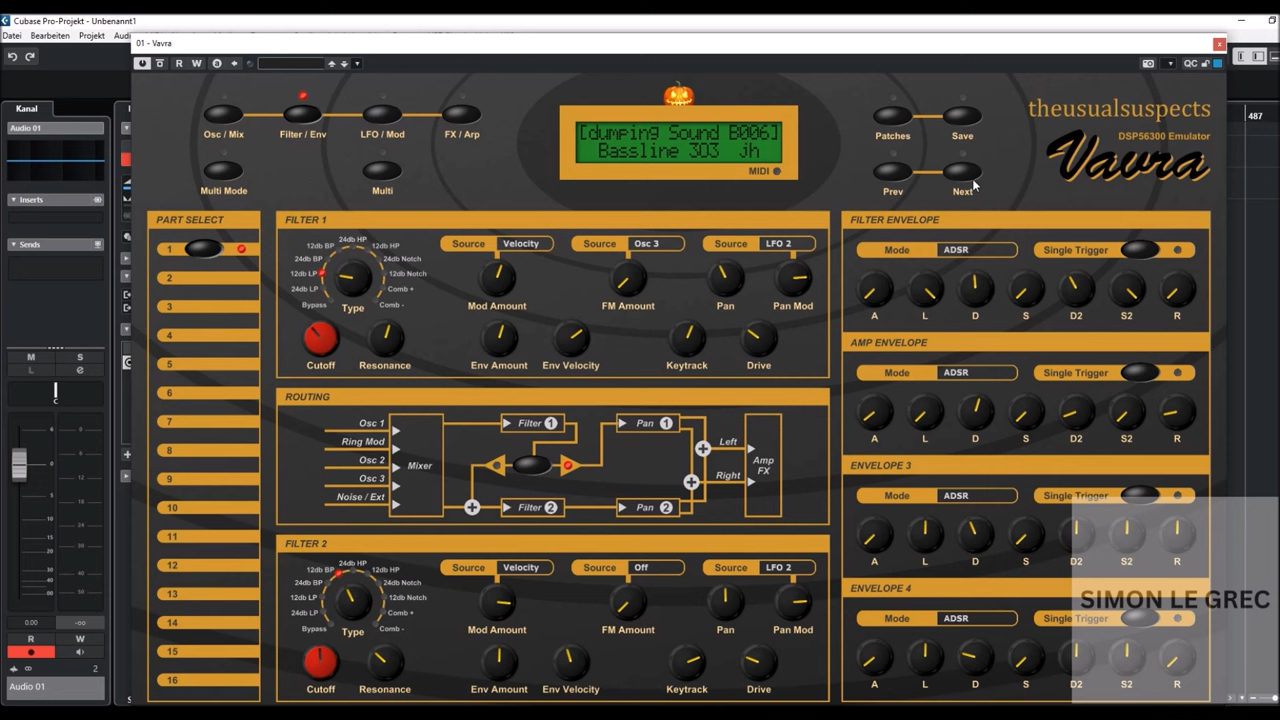 Cubase Pro-Projekt - Unbenannt1
Datei Bearbeiten Projekt
01 - Vavra
R W
QC
Kanal
Audio 01
Inserts
Sends
M S
L e
C
0.00 -oo
R W
2
Audio 01
487
Osc / Mix Filter / Env LFO / Mod FX / Arp
Multi Mode Multi
[dumping Sound B006]
Bassline 303 jh
MIDI
Patches Save
Prev Next
theusualsuspects
DSP56300 Emulator
Vavra
PART SELECT
1
2
3
4
5
6
7
8
9
10
11
12
13
14
15
16
FILTER 1
24db HP
12db BP 12db HP
24db BP 24db Notch
12db LP 12db Notch
24db LP Comb +
Bypass Comb -
Type
Source Velocity Source Osc 3 Source LFO 2
Mod Amount FM Amount Pan Pan Mod
Cutoff Resonance Env Amount Env Velocity Keytrack Drive
ROUTING
Osc 1
Ring Mod
Osc 2
Osc 3
Noise / Ext
Mixer
Filter 1 Pan 1
Left
Right
Amp
FX
Filter 2 Pan 2
FILTER 2
24db HP
12db BP 12db HP
24db BP 24db Notch
12db LP 12db Notch
24db LP Comb +
Bypass Comb -
Type
Source Velocity Source Off Source LFO 2
Mod Amount FM Amount Pan Pan Mod
Cutoff Resonance Env Amount Env Velocity Keytrack Drive
FILTER ENVELOPE
Mode ADSR Single Trigger
A L D S D2 S2 R
AMP ENVELOPE
Mode ADSR Single Trigger
A L D S D2 S2 R
ENVELOPE 3
Mode ADSR Single Trigger
A L D S D2 S2 R
ENVELOPE 4
Mode ADSR Single Trigger
A L D S D2 S2 R
SIMON LE GREC